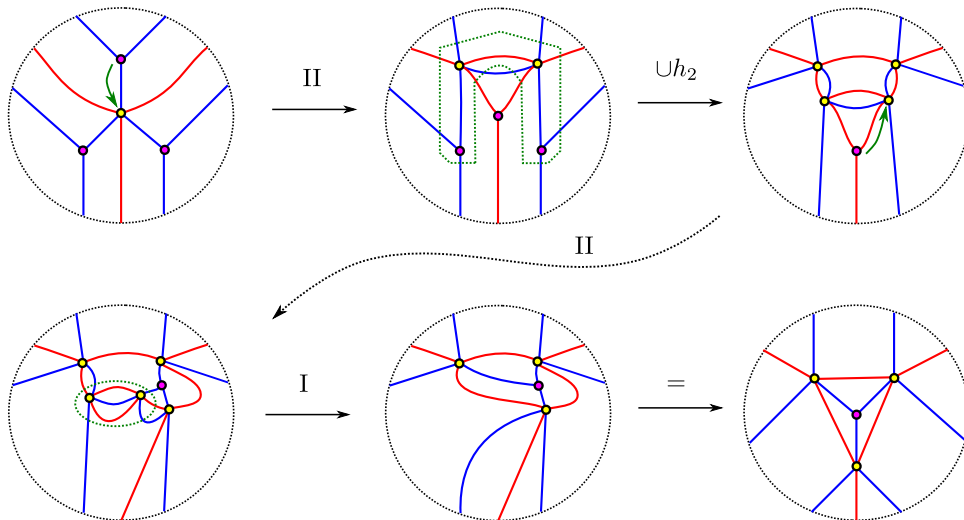 II
∪h₂
II
I
=